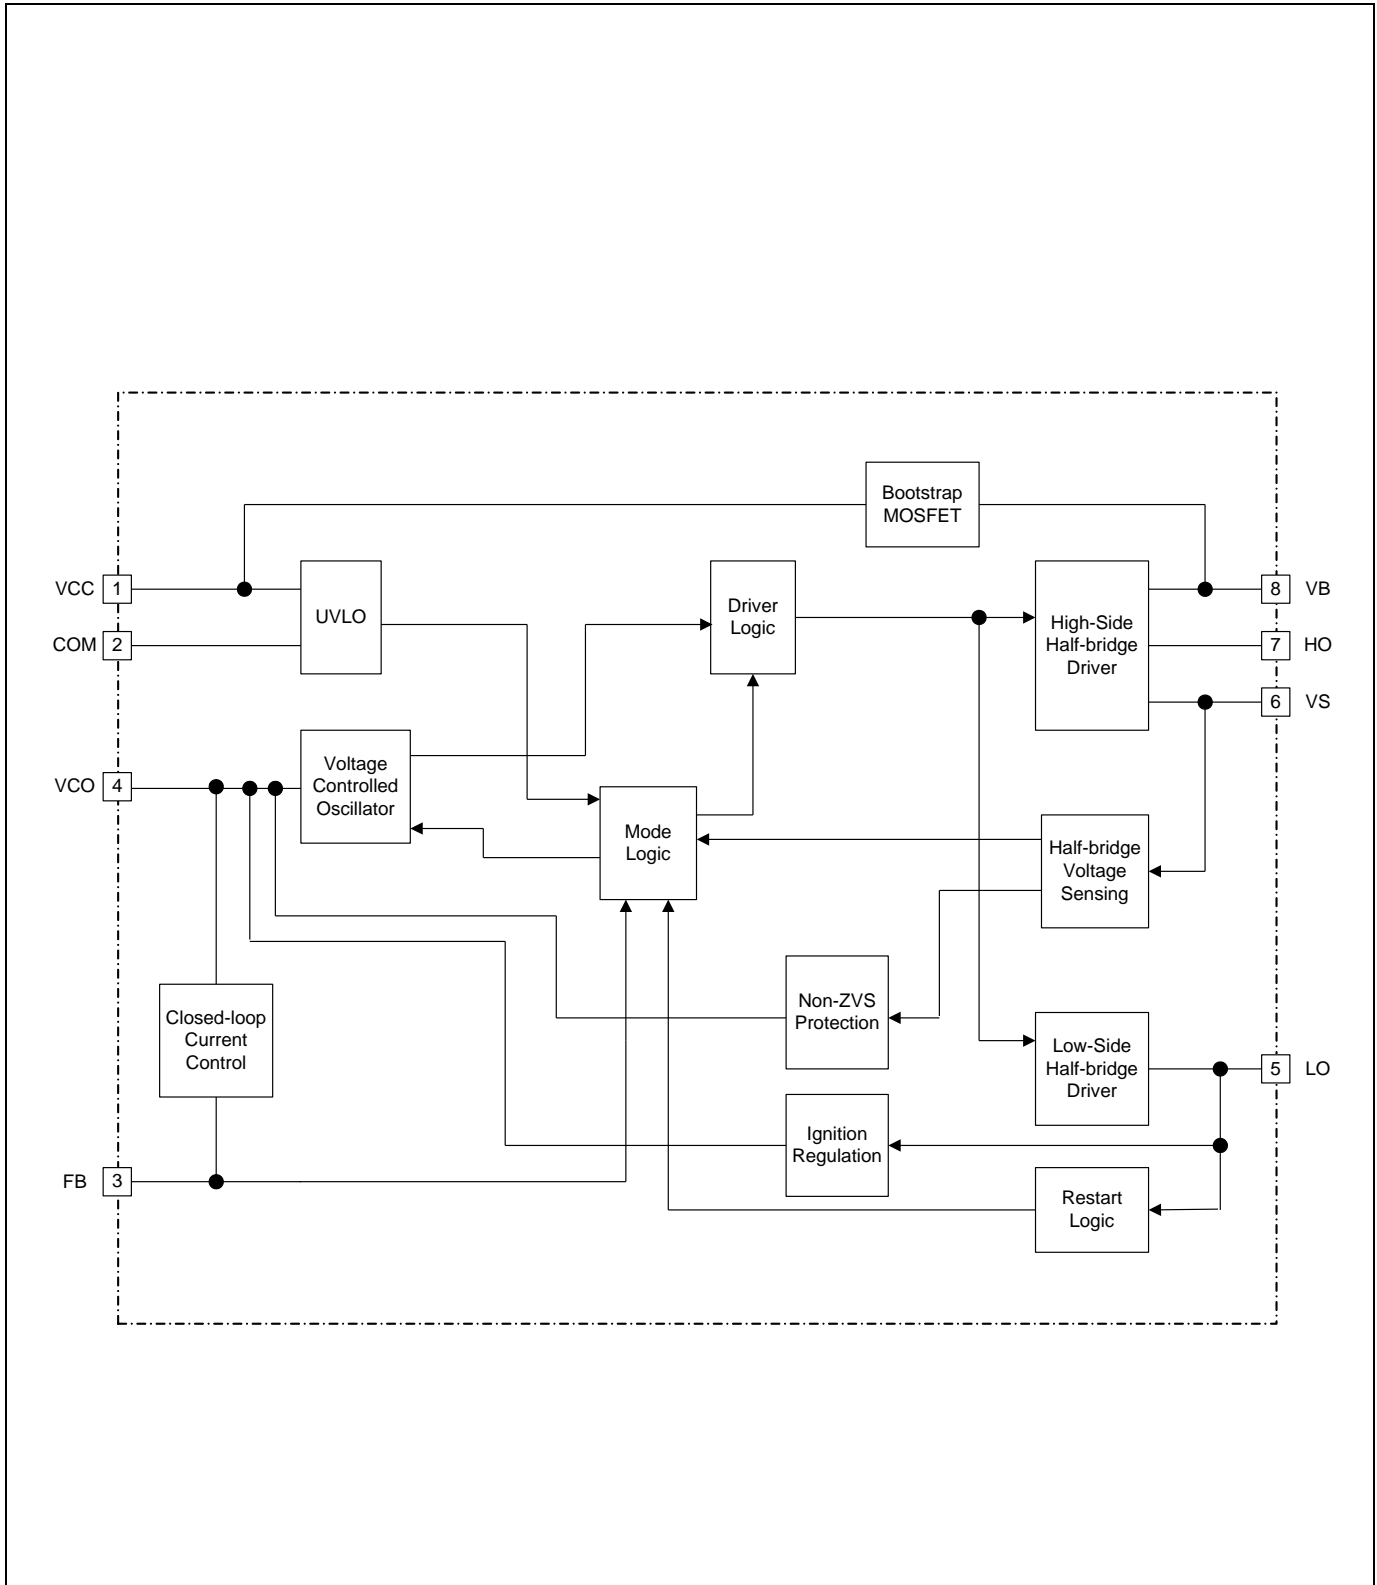 Bootstrap
MOSFET
VCC 1
UVLO
Driver
Logic
High-Side
Half-bridge
Driver
8 VB
COM 2
7 HO
6 VS
VCO 4
Voltage
Controlled
Oscillator
Mode
Logic
Half-bridge
Voltage
Sensing
Closed-loop
Current
Control
Non-ZVS
Protection
Low-Side
Half-bridge
Driver
5 LO
Ignition
Regulation
FB 3
Restart
Logic